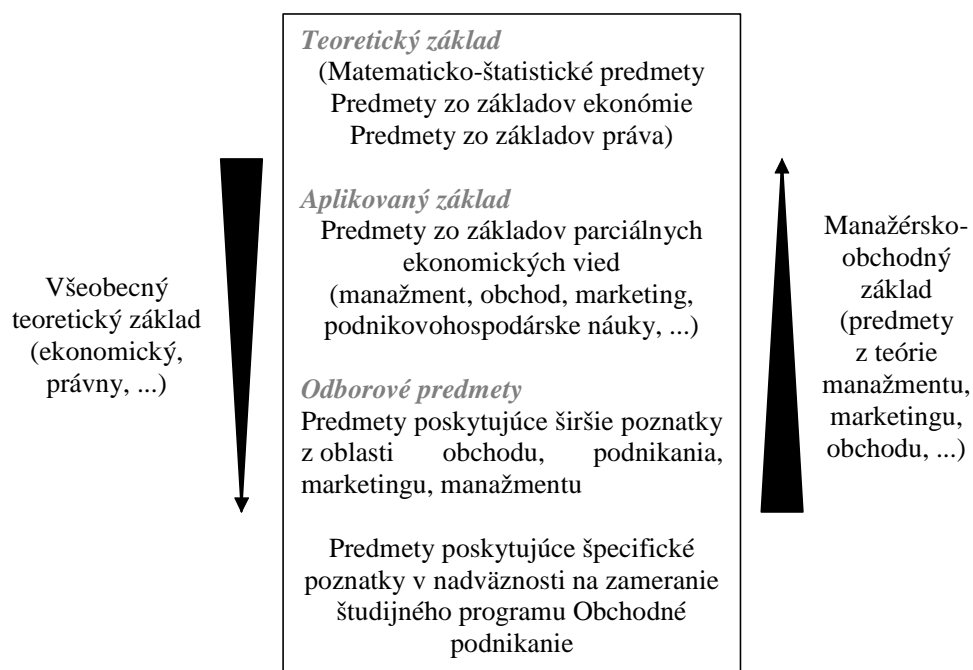 Teoretický základ
(Matematicko-štatistické predmety
Predmety zo základov ekonómie
Predmety zo základov práva)
Aplikovaný základ
Predmety zo základov parciálnych
ekonomických vied
(manažment, obchod, marketing,
podnikovohospodárske náuky, ...)
Odborové predmety
Predmety poskytujúce širšie poznatky
z oblasti obchodu, podnikania,
marketingu, manažmentu
Predmety poskytujúce špecifické
poznatky v nadväznosti na zameranie
študijného programu Obchodné
podnikanie
Všeobecný
teoretický základ
(ekonomický,
právny, ...)
Manažérsko-
obchodný
základ
(predmety
z teórie
manažmentu,
marketingu,
obchodu, ...)